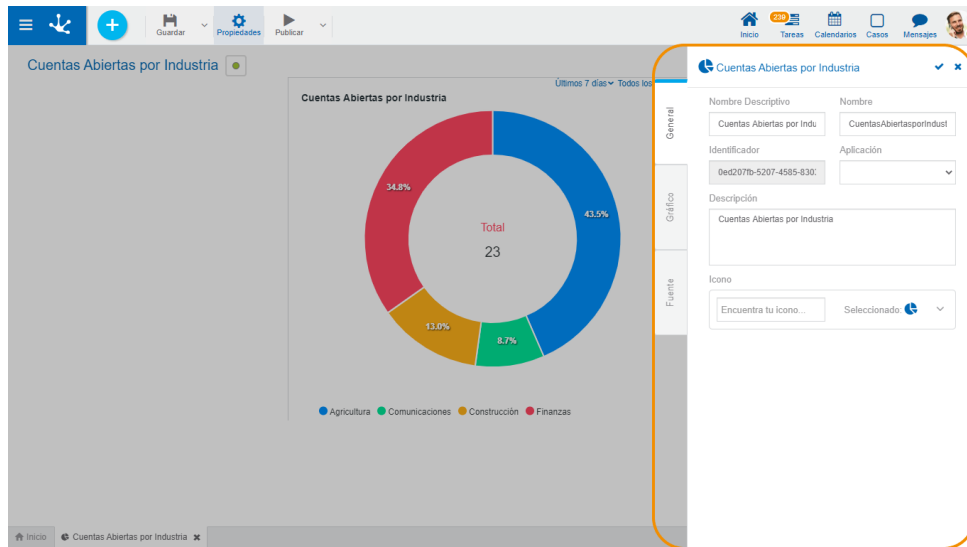 Guardar
Propiedades
Publicar
Inicio
239
Tareas
Calendarios
Casos
Mensajes
Cuentas Abiertas por Industria
Últimos 7 días Todos los
Cuentas Abiertas por Industria
34.8%
43.5%
13.0%
8.7%
Total
23
Agricultura Comunicaciones Construcción Finanzas
General
Gráfico
Fuente
Cuentas Abiertas por Industria
Nombre Descriptivo Nombre
Cuentas Abiertas por Indu CuentasAbiertasporIndust
Identificador Aplicación
0ed207fb-5207-4585-830
Descripción
Cuentas Abiertas por Industria
Icono
Encuentra tu icono... Seleccionado:
Inicio Cuentas Abiertas por Industria